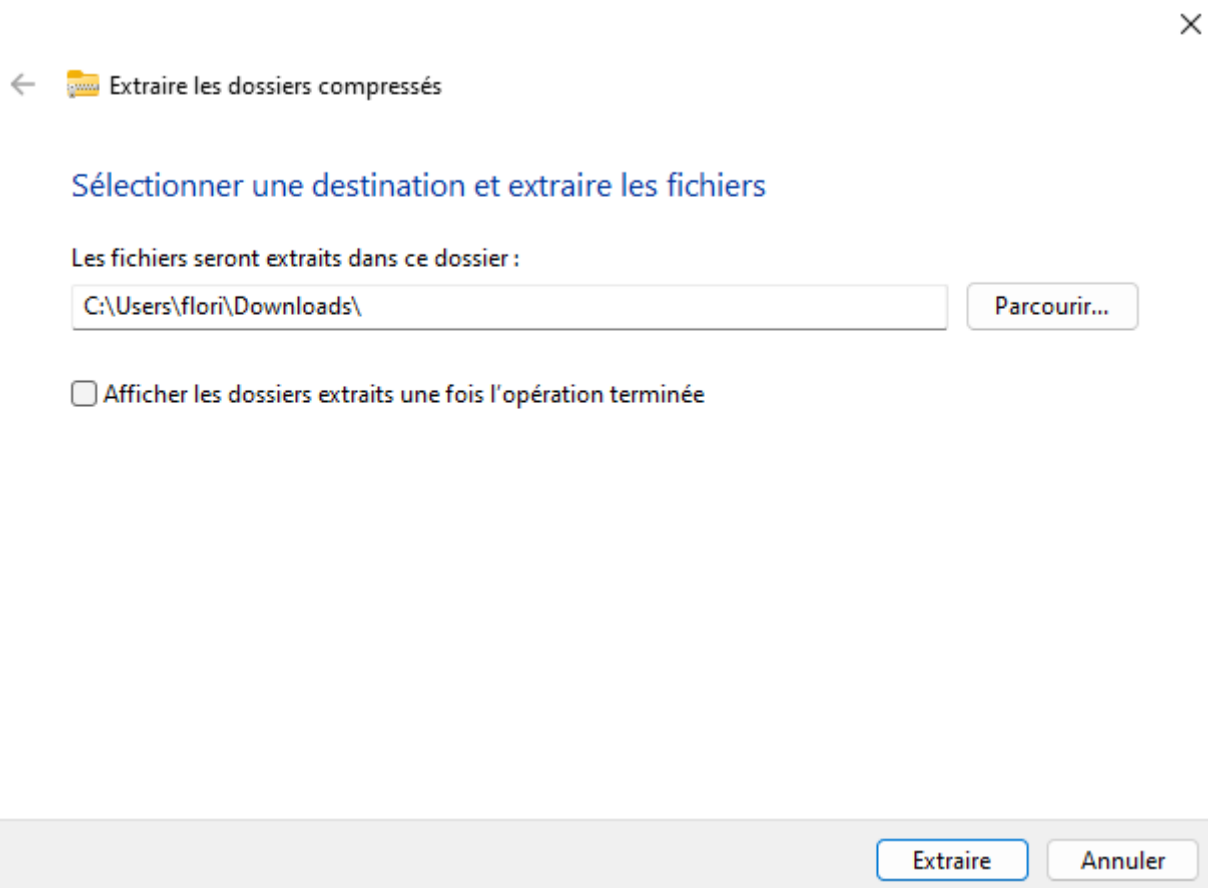 Extraire les dossiers compressés
Sélectionner une destination et extraire les fichiers
Les fichiers seront extraits dans ce dossier :
C:\Users\flori\Downloads\
Parcourir...
Afficher les dossiers extraits une fois l'opération terminée
Extraire
Annuler